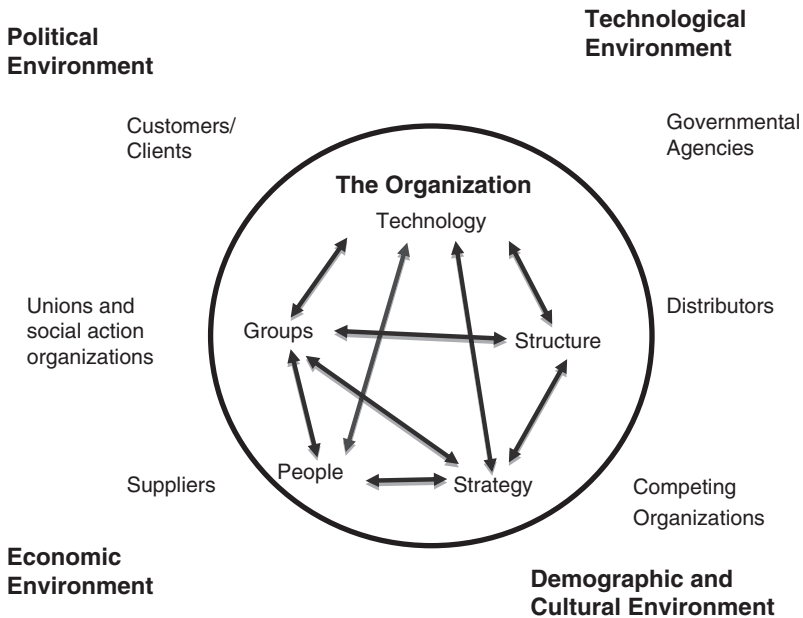 Political
Environment
Technological
Environment
Customers/
Clients
Governmental
Agencies
The Organization
Technology
Unions and
social action
organizations
Groups
Structure
Distributors
People
Strategy
Suppliers
Competing
Organizations
Economic
Environment
Demographic and
Cultural Environment